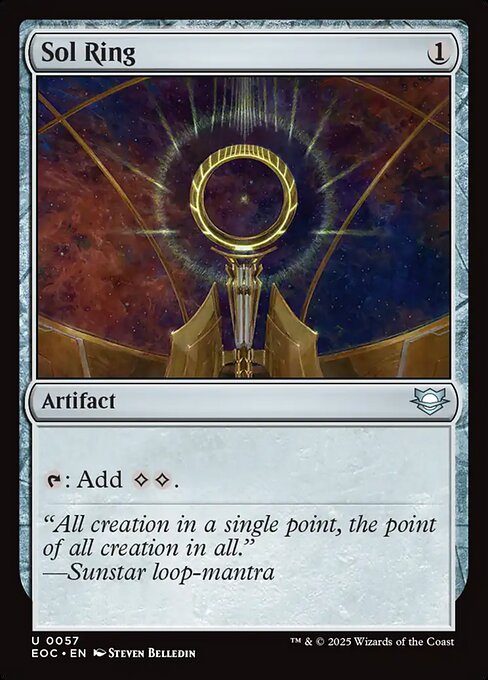 Sol Ring 1
Artifact
: Add .
“All creation in a single point, the point
of all creation in all.”
—Sunstar loop-mantra
U 0057
EOC • EN Steven Belledin
™ & © 2025 Wizards of the Coast